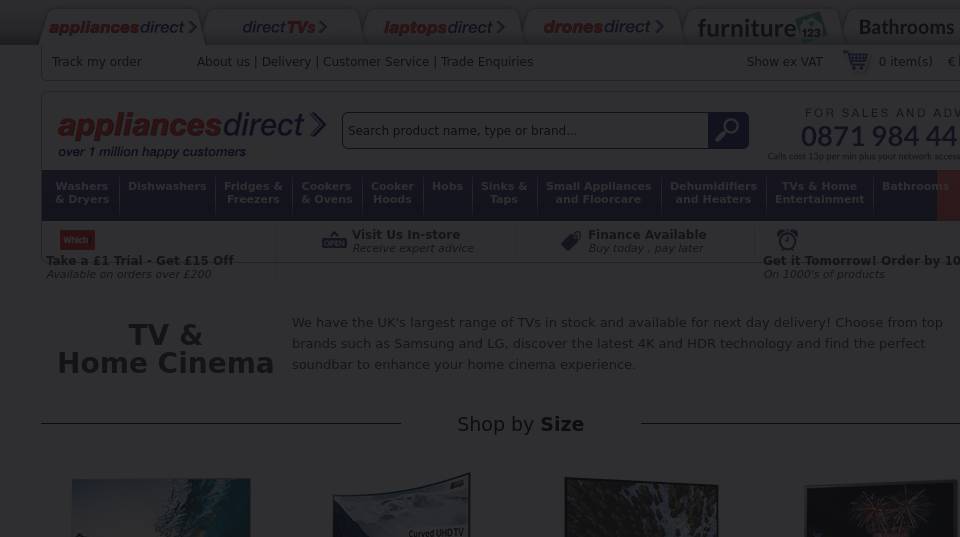 appliancesdirect
directTVs
laptopsdirect
dronesdirect
furniture 123
Bathrooms
Track my order
About us | Delivery | Customer Service | Trade Enquiries
Show ex VAT
0 item(s)
€
appliancesdirect
over 1 million happy customers
Search product name, type or brand...
FOR SALES AND ADV
0871 984 44
Calls cost 13p per min plus your network access
Washers
& Dryers
Dishwashers
Fridges &
Freezers
Cookers
& Ovens
Cooker
Hoods
Hobs
Sinks &
Taps
Small Appliances
and Floorcare
Dehumidifiers
and Heaters
TVs & Home
Entertainment
Bathrooms
Which
Take a £1 Trial - Get £15 Off
Available on orders over £200
OPEN
Visit Us In-store
Receive expert advice
Finance Available
Buy today , pay later
Get it Tomorrow! Order by 10
On 1000's of products
TV &
Home Cinema
We have the UK's largest range of TVs in stock and available for next day delivery! Choose from top
brands such as Samsung and LG, discover the latest 4K and HDR technology and find the perfect
soundbar to enhance your home cinema experience.
Shop by Size
Curved UHD TV